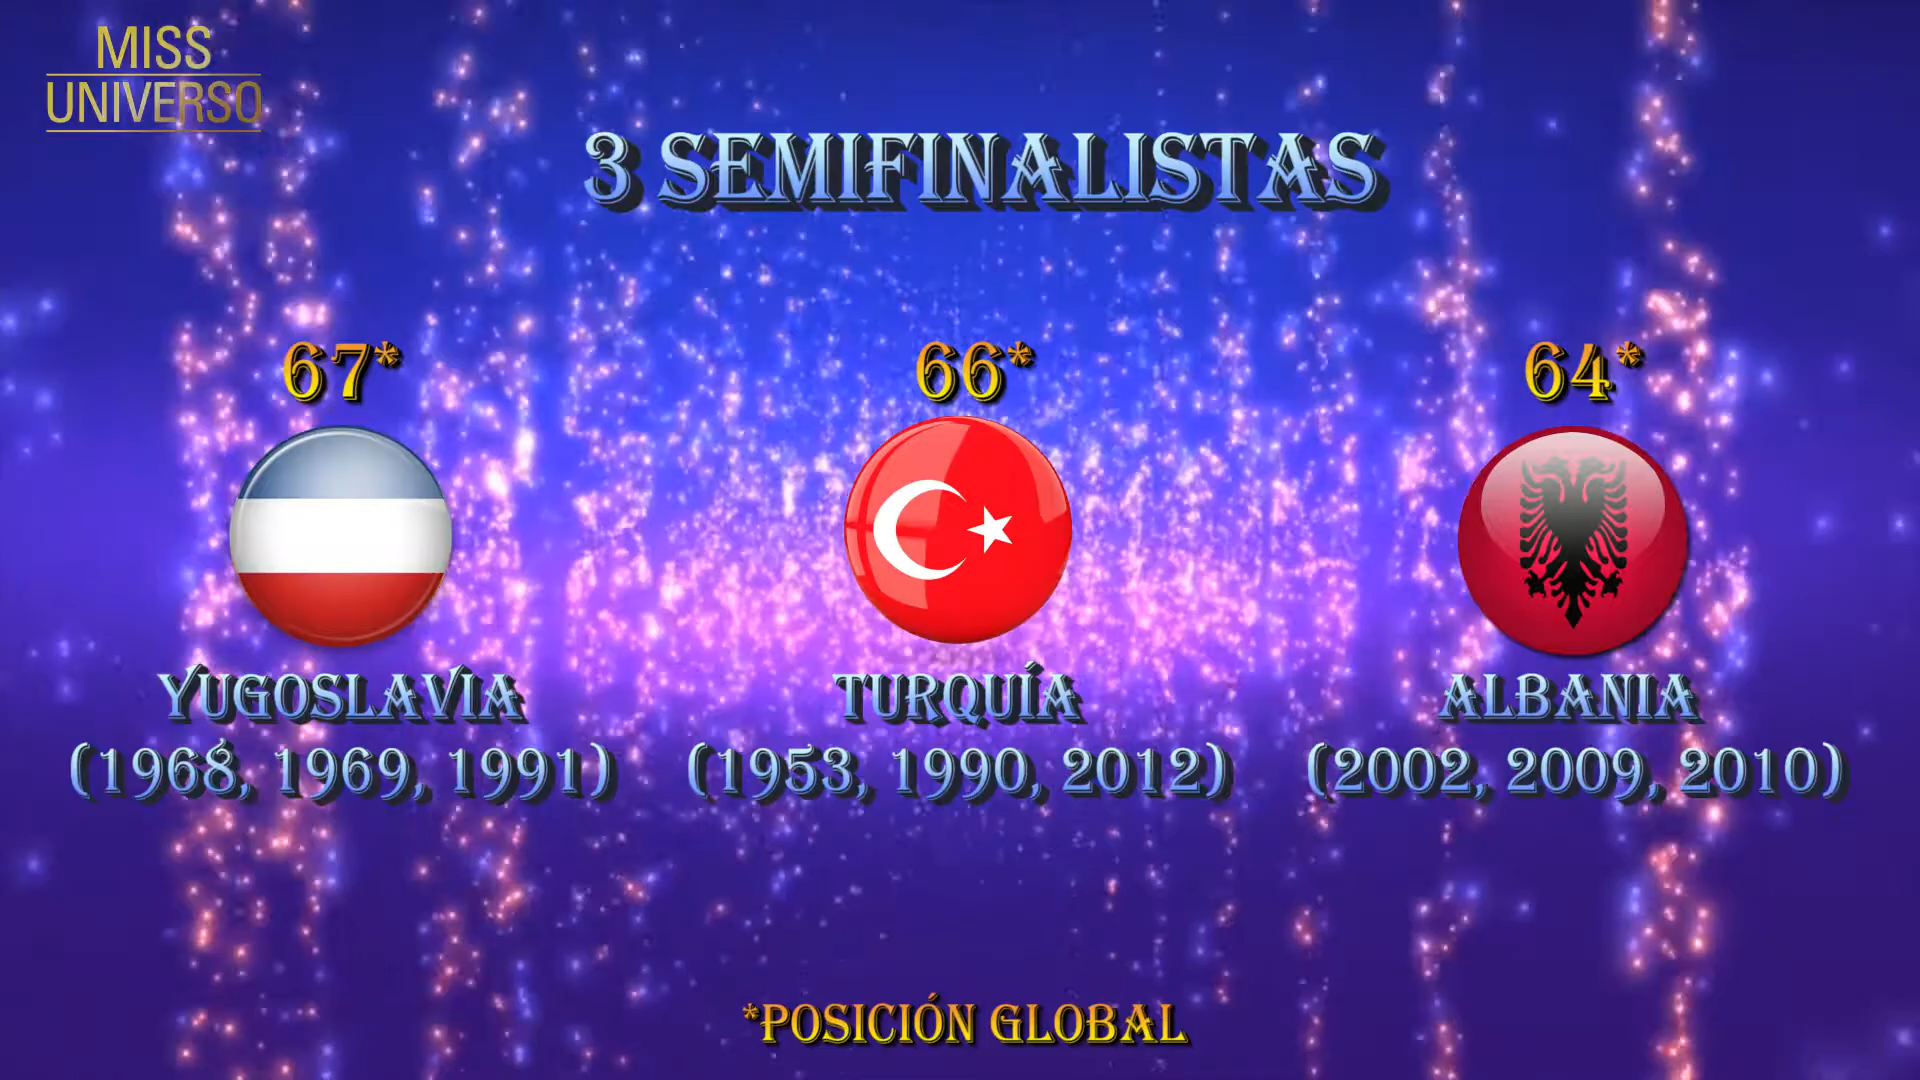 MISS
UNIVERSO
3 SEMIFINALISTAS
67* 66* 64*
YUGOSLAVIA TURQUÍA ALBANIA
(1968, 1969, 1991) (1953, 1990, 2012) (2002, 2009, 2010)
*POSICIÓN GLOBAL